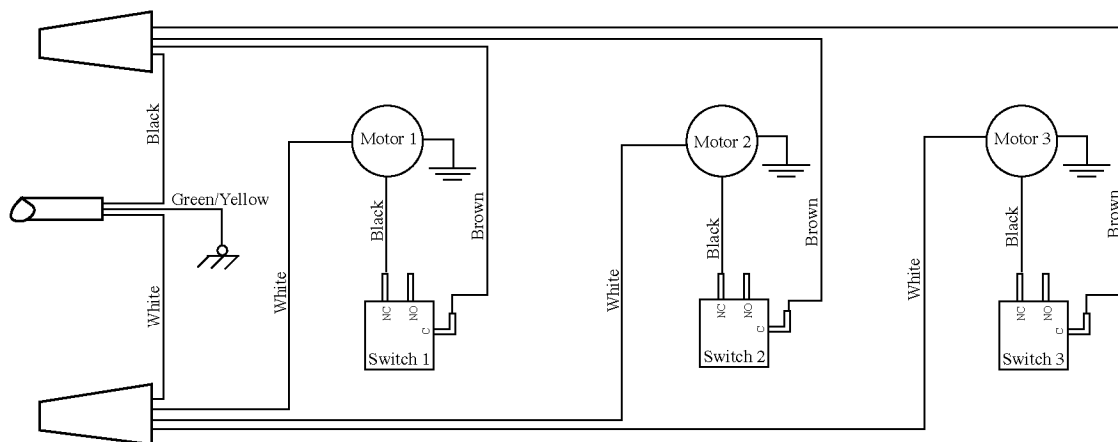 Black
Green/Yellow
White
White
Motor 1
Black
Brown
NC
NO
C
Switch 1
White
Motor 2
Black
Brown
NC
NO
C
Switch 2
White
Motor 3
Black
Brown
NC
NO
C
Switch 3